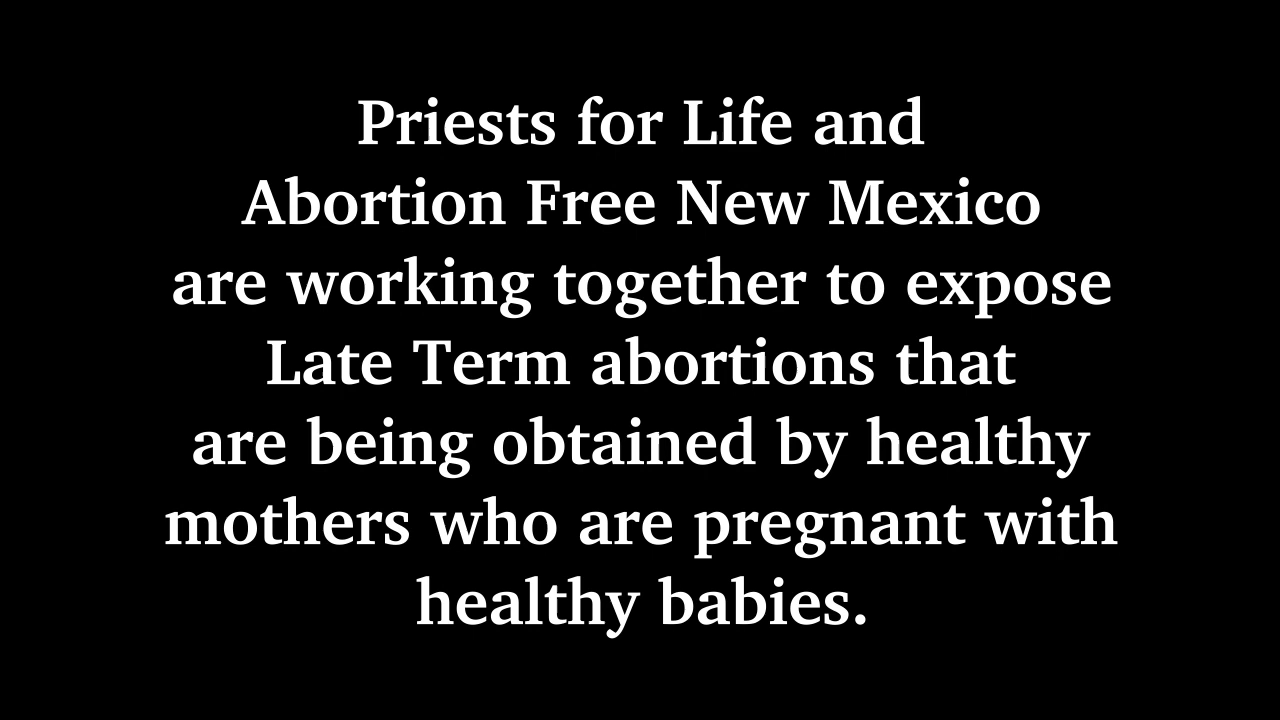 Priests for Life and
Abortion Free New Mexico
are working together to expose
Late Term abortions that
are being obtained by healthy
mothers who are pregnant with
healthy babies.